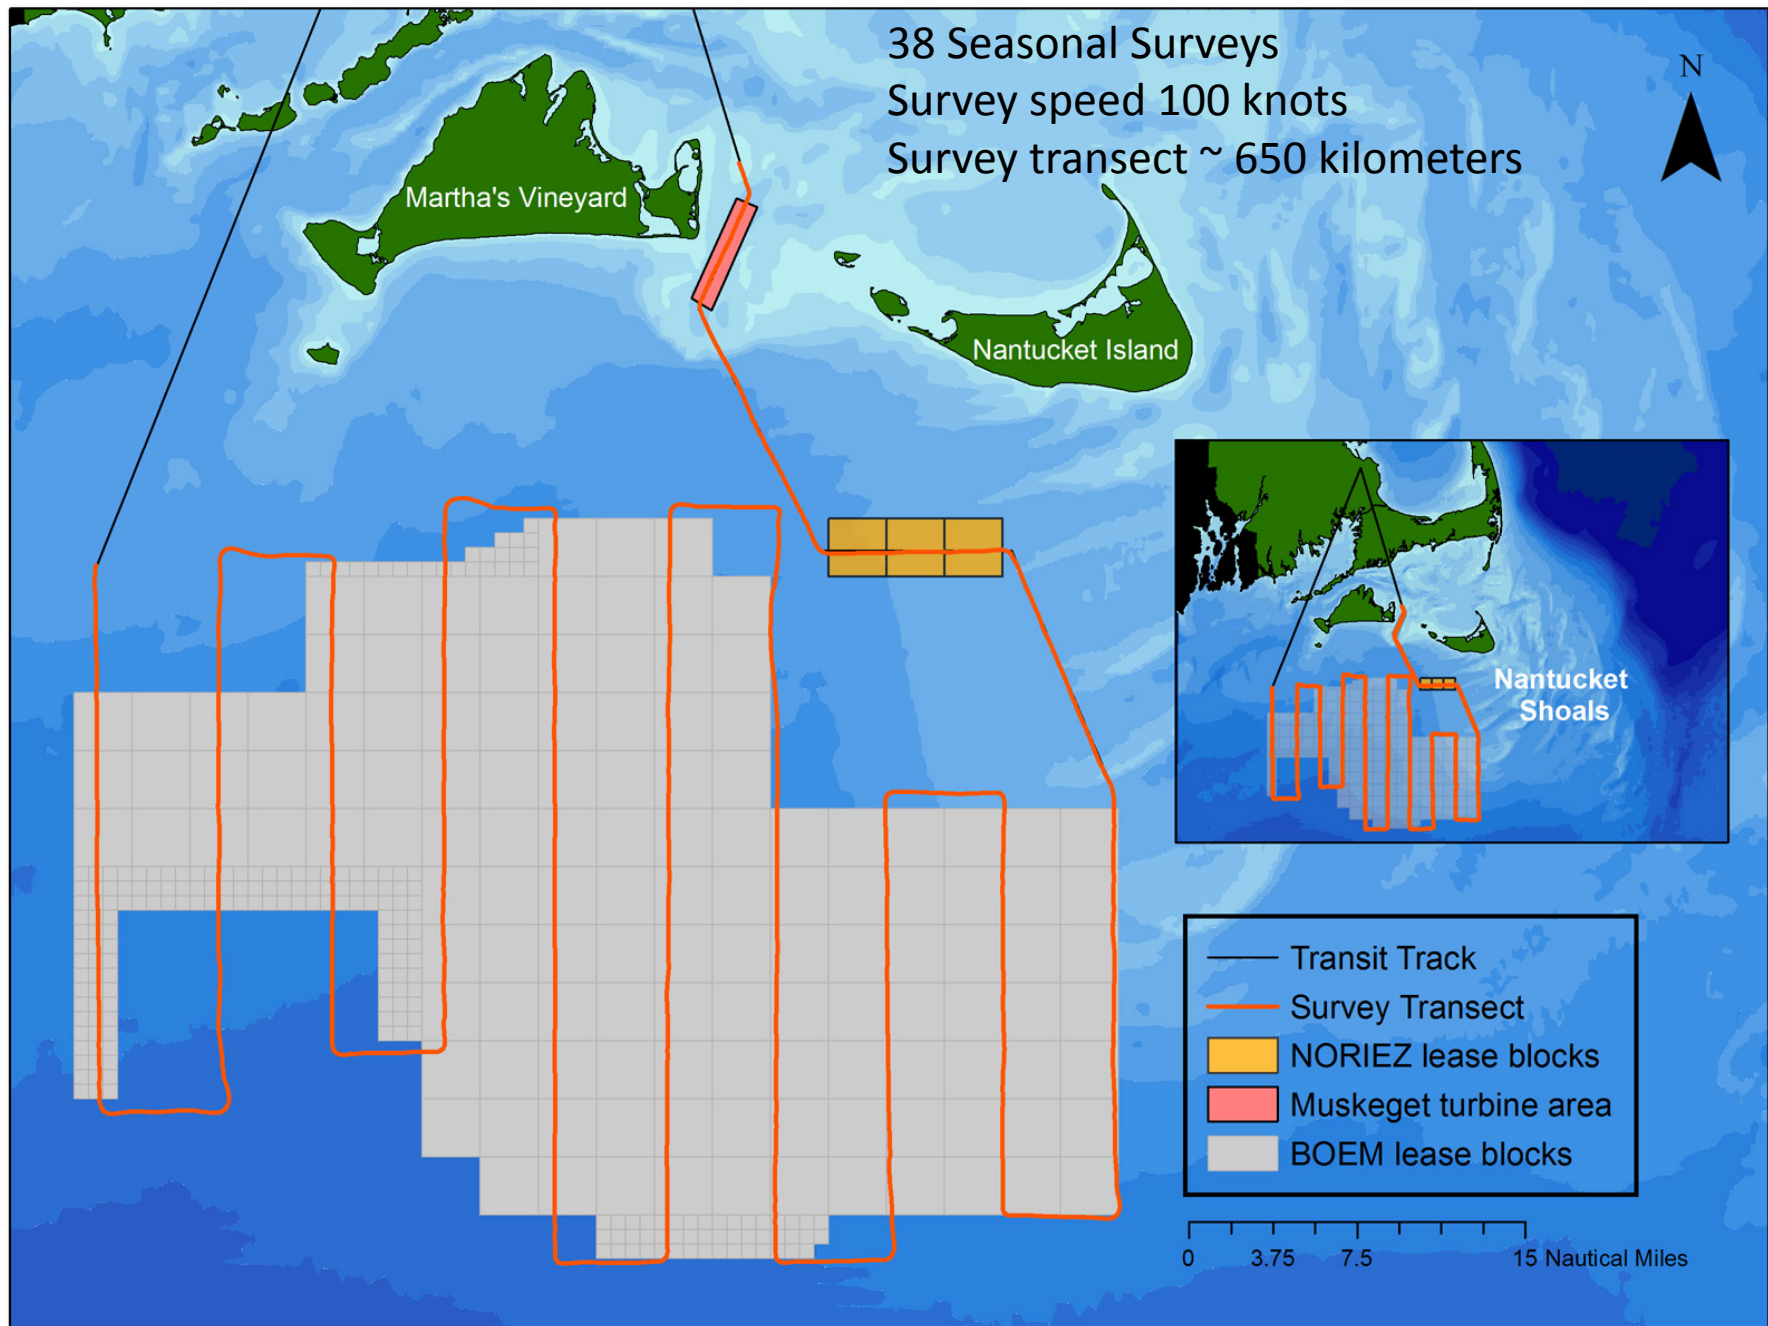 38 Seasonal Surveys
Survey speed 100 knots
Survey transect ~ 650 kilometers
N
Martha's Vineyard
Nantucket Island
Nantucket
Shoals
Transit Track
Survey Transect
NORIEZ lease blocks
Muskeget turbine area
BOEM lease blocks
0 3.75 7.5 15 Nautical Miles